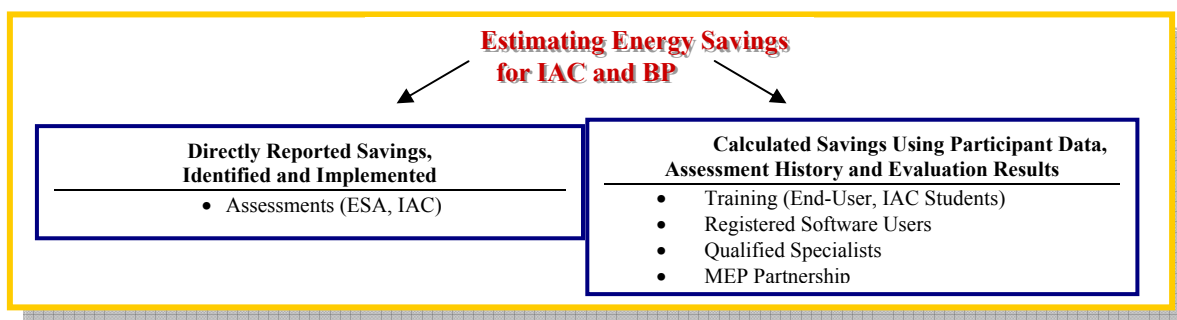 Estimating Energy Savings
for IAC and BP
Directly Reported Savings,
Identified and Implemented
• Assessments (ESA, IAC)
Calculated Savings Using Participant Data,
Assessment History and Evaluation Results
• Training (End-User, IAC Students)
• Registered Software Users
• Qualified Specialists
• MEP Partnership